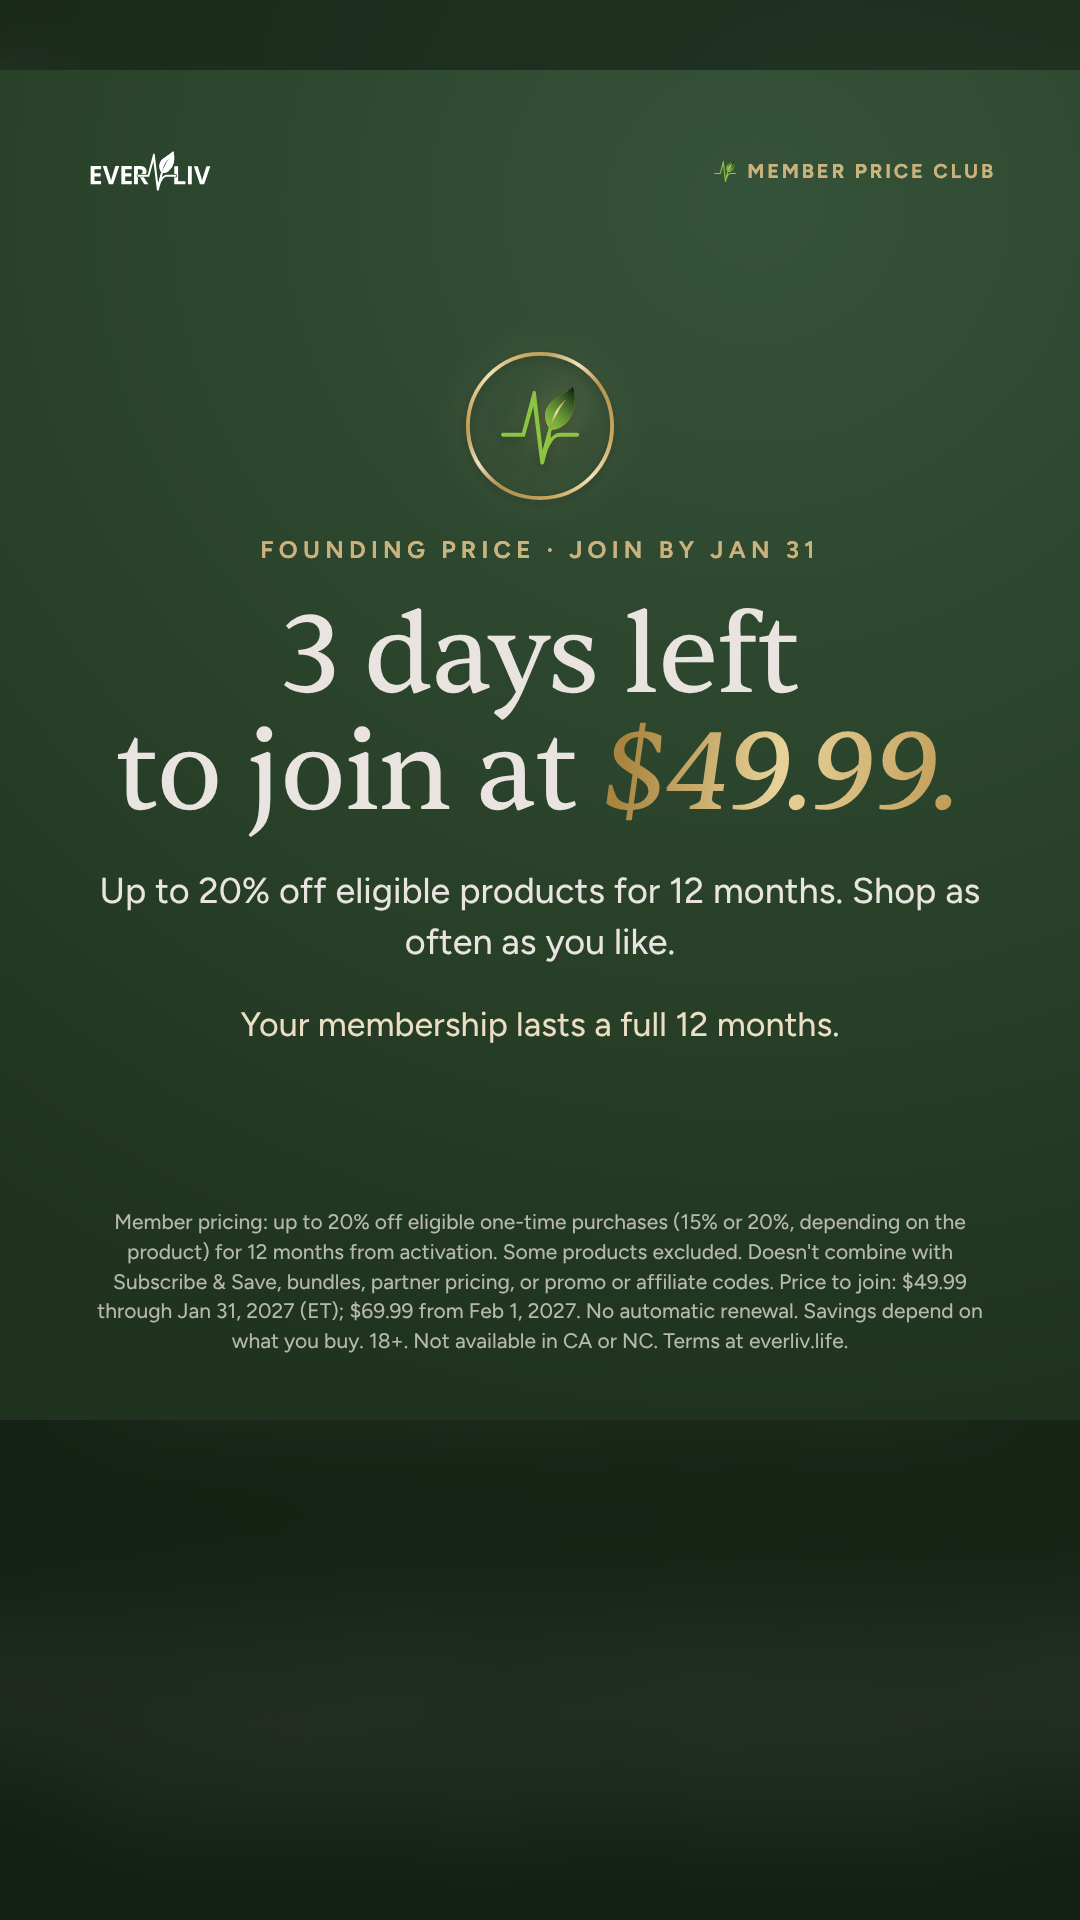 EVERLIV
MEMBER PRICE CLUB
FOUNDING PRICE · JOIN BY JAN 31
3 days left
to join at $49.99.
Up to 20% off eligible products for 12 months. Shop as
often as you like.
Your membership lasts a full 12 months.
Member pricing: up to 20% off eligible one-time purchases (15% or 20%, depending on the
product) for 12 months from activation. Some products excluded. Doesn't combine with
Subscribe & Save, bundles, partner pricing, or promo or affiliate codes. Price to join: $49.99
through Jan 31, 2027 (ET); $69.99 from Feb 1, 2027. No automatic renewal. Savings depend on
what you buy. 18+. Not available in CA or NC. Terms at everliv.life.